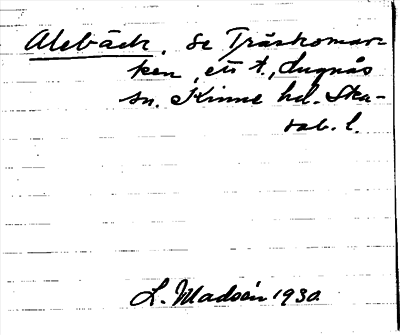 Alebäck, se Träskomar-
ken, ett t., Lugnås
sn. Kinne hd. Ska-
rab. l.
L. Madsén 1930.